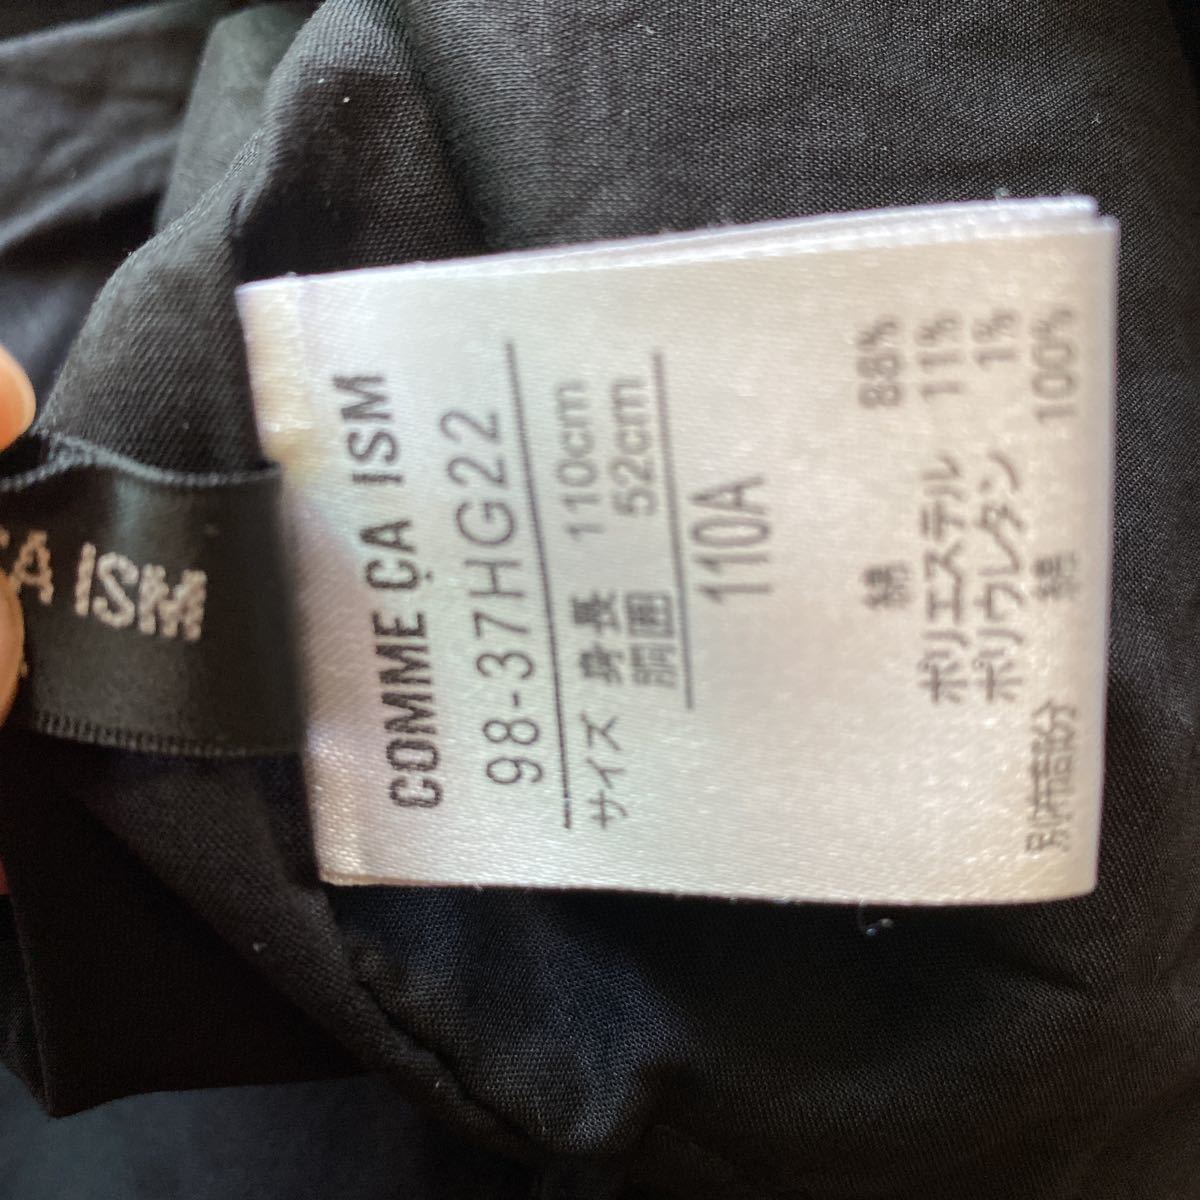 COMME ÇA ISM
98-37HG22
サイズ 身長 110cm
胴囲 52cm
110A
綿 88%
ポリエステル 11%
ポリウレタン 1%
別布部分 綿 100%
ÇA ISM